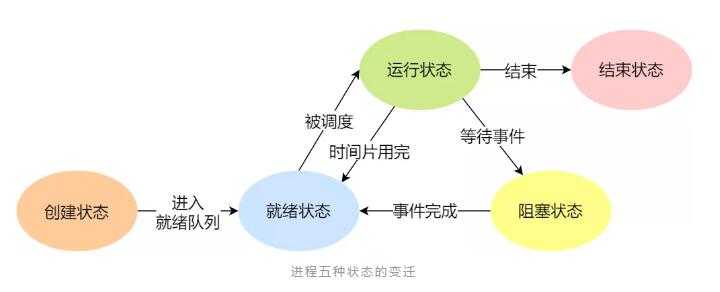 运行状态
结束
结束状态
被调度
时间片用完
等待事件
创建状态
进入
就绪队列
就绪状态
事件完成
阻塞状态
进程五种状态的变迁